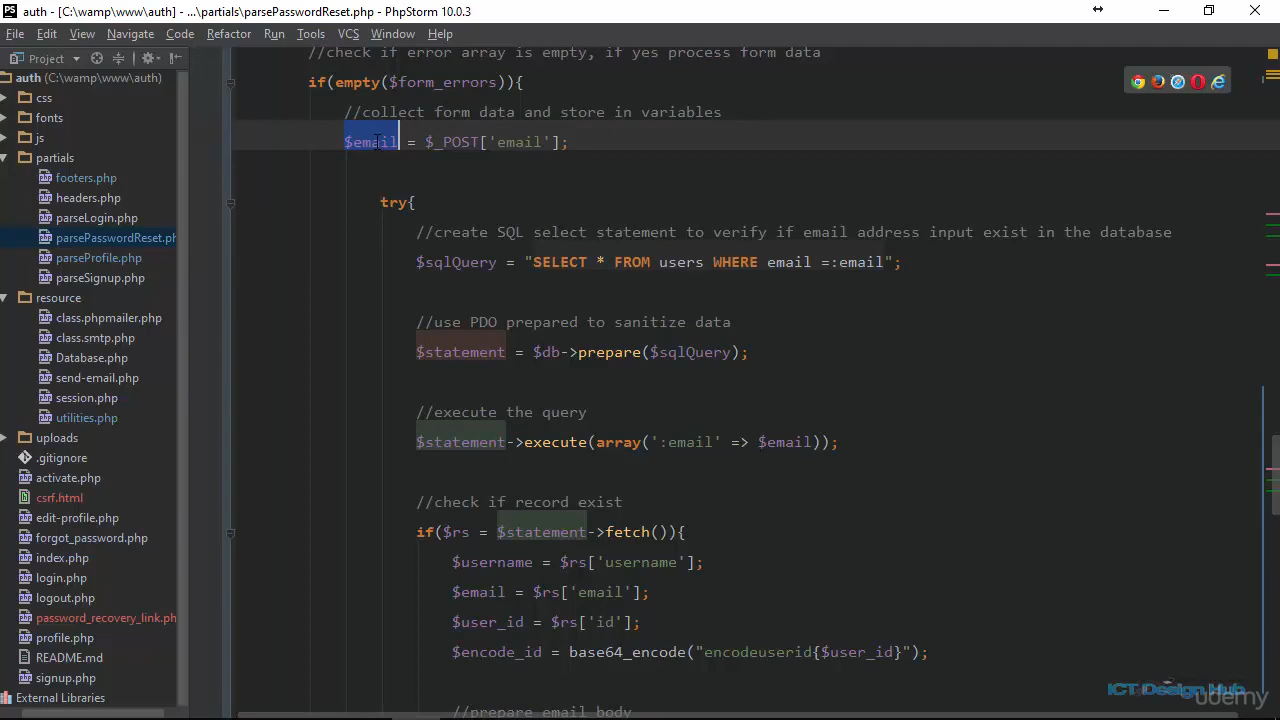 auth - [C:\wamp\www\auth] - ...\partials\parsePasswordReset.php - PhpStorm 10.0.3
File Edit View Navigate Code Refactor Run Tools VCS Window Help
Project
auth (C:\wamp\www\auth)
css
fonts
js
partials
footers.php
headers.php
parseLogin.php
parsePasswordReset.ph
parseProfile.php
parseSignup.php
resource
class.phpmailer.php
class.smtp.php
Database.php
send-email.php
session.php
utilities.php
uploads
.gitignore
activate.php
csrf.html
edit-profile.php
forgot_password.php
index.php
login.php
logout.php
password_recovery_link.ph
profile.php
README.md
signup.php
External Libraries
//check if error array is empty, if yes process form data
if(empty($form_errors)){
//collect form data and store in variables
$email = $_POST['email'];
try{
//create SQL select statement to verify if email address input exist in the database
$sqlQuery = "SELECT * FROM users WHERE email =:email";
//use PDO prepared to sanitize data
$statement = $db->prepare($sqlQuery);
//execute the query
$statement->execute(array(':email' => $email));
//check if record exist
if($rs = $statement->fetch()){
$username = $rs['username'];
$email = $rs['email'];
$user_id = $rs['id'];
$encode_id = base64_encode("encodeuserid{$user_id}");
//prepare email body
ICT Design Hub
udemy